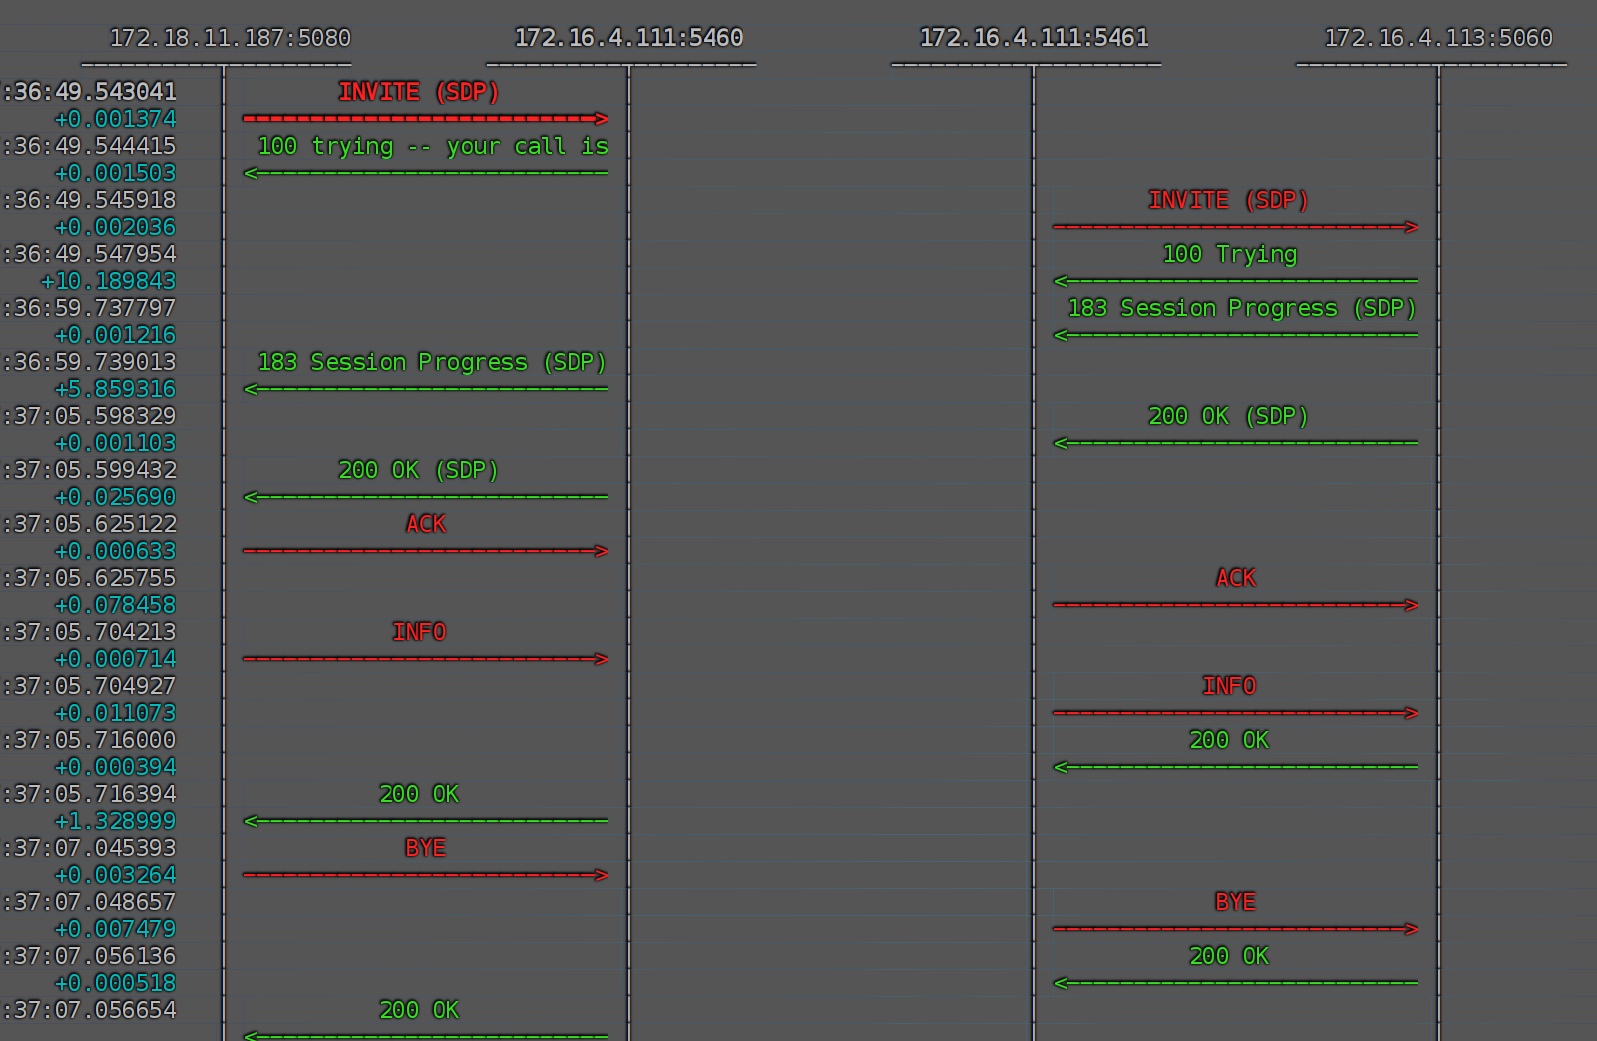 172.18.11.187:5080 172.16.4.111:5460 172.16.4.111:5461 172.16.4.113:5060
:36:49.543041 INVITE (SDP)
+0.001374
:36:49.544415 100 trying -- your call is
+0.001503
:36:49.545918 INVITE (SDP)
+0.002036
:36:49.547954 100 Trying
+10.189843
:36:59.737797 183 Session Progress (SDP)
+0.001216
:36:59.739013 183 Session Progress (SDP)
+5.859316
:37:05.598329 200 OK (SDP)
+0.001103
:37:05.599432 200 OK (SDP)
+0.025690
:37:05.625122 ACK
+0.000633
:37:05.625755 ACK
+0.078458
:37:05.704213 INFO
+0.000714
:37:05.704927 INFO
+0.011073
:37:05.716000 200 OK
+0.000394
:37:05.716394 200 OK
+1.328999
:37:07.045393 BYE
+0.003264
:37:07.048657 BYE
+0.007479
:37:07.056136 200 OK
+0.000518
:37:07.056654 200 OK